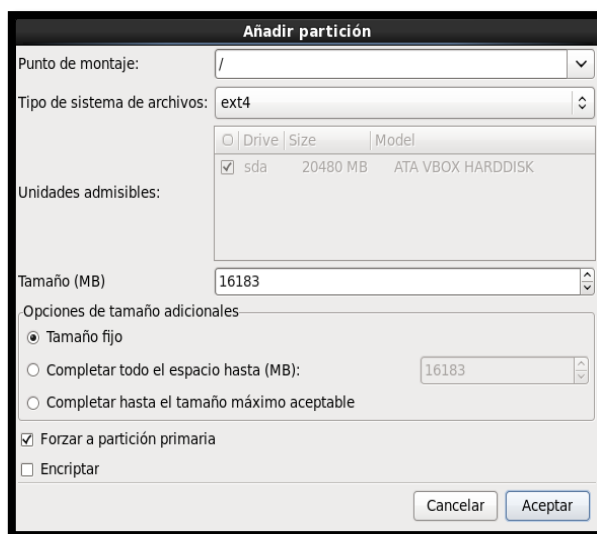 Añadir partición
Punto de montaje: /
Tipo de sistema de archivos: ext4
Drive Size Model
sda 20480 MB ATA VBOX HARDDISK
Unidades admisibles:
Tamaño (MB) 16183
Opciones de tamaño adicionales
Tamaño fijo
Completar todo el espacio hasta (MB): 16183
Completar hasta el tamaño máximo aceptable
Forzar a partición primaria
Encriptar
Cancelar Aceptar